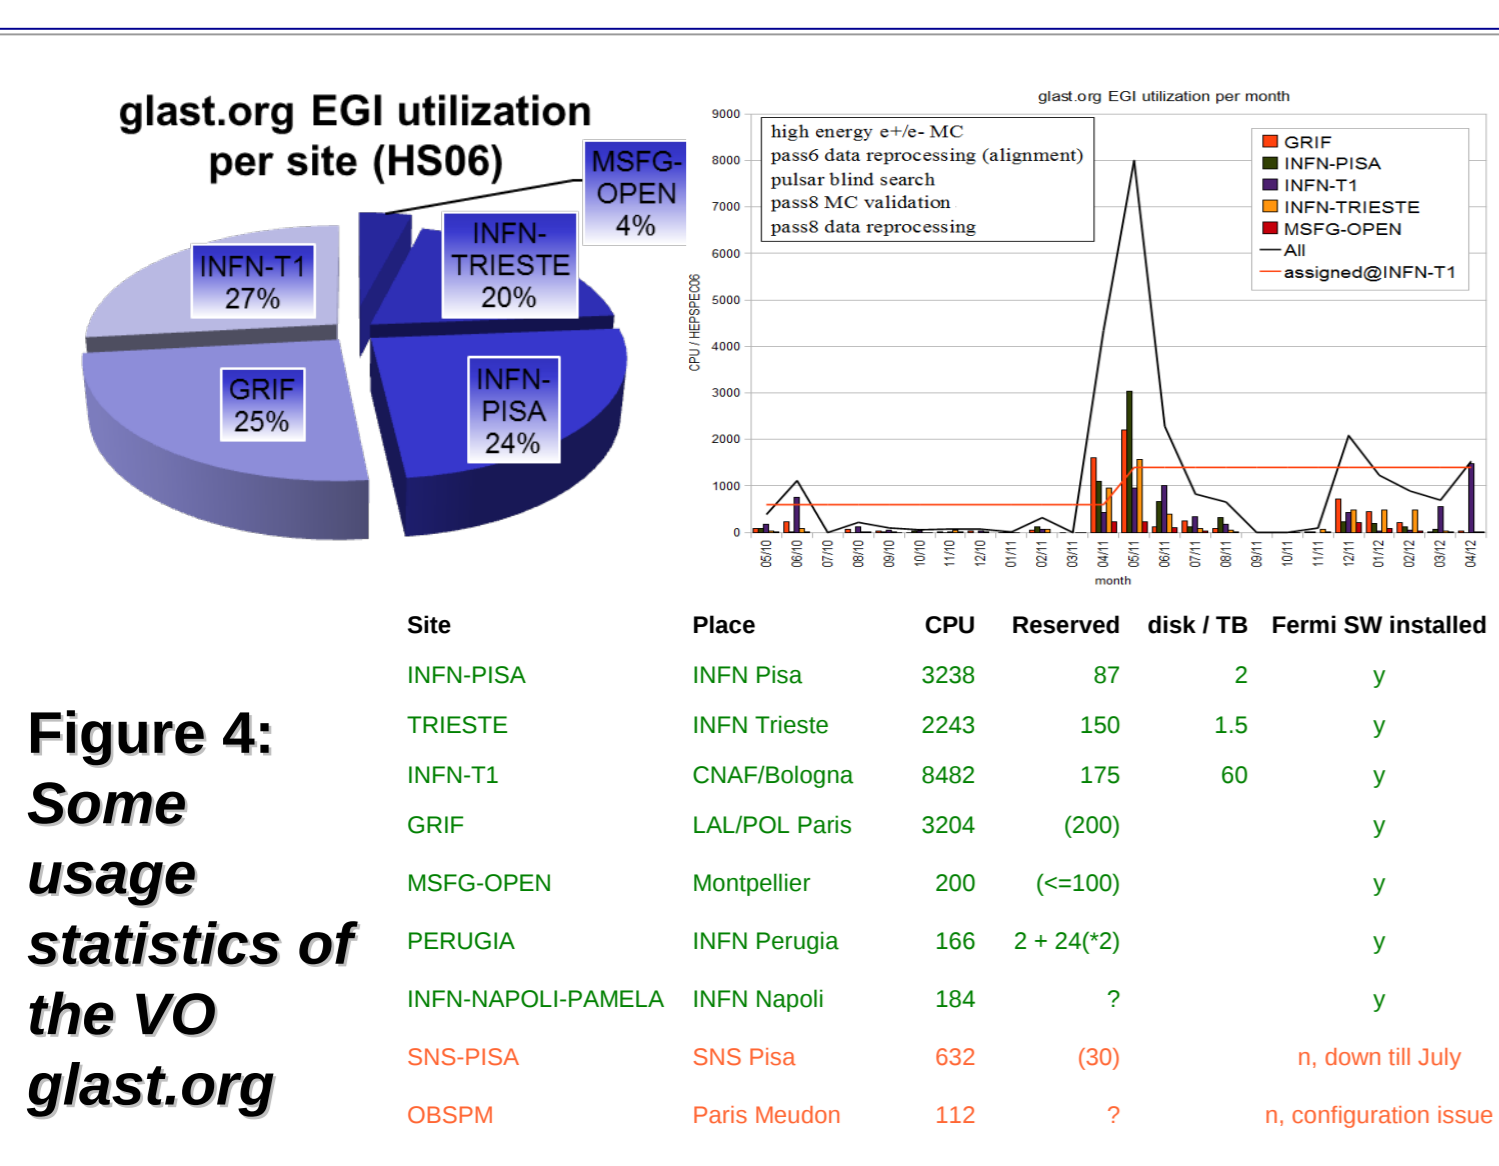 glast.org EGI utilization
per site (HS06)
MSFG-
OPEN
4%
INFN-
TRIESTE
20%
INFN-T1
27%
GRIF
25%
INFN-
PISA
24%
glast.org EGI utilization per month
high energy e+/e- MC
pass6 data reprocessing (alignment)
pulsar blind search
pass8 MC validation
pass8 data reprocessing
GRIF
INFN-PISA
INFN-T1
INFN-TRIESTE
MSFG-OPEN
All
assigned@INFN-T1
CPU / HEPSPEC06
9000
8000
7000
6000
5000
4000
3000
2000
1000
0
05/10 06/10 07/10 08/10 09/10 10/10 11/10 12/10 01/11 02/11 03/11 04/11 05/11 06/11 07/11 08/11 09/11 10/11 11/11 12/11 01/12 02/12 03/12 04/12
month
Figure 4:
Some
usage
statistics of
the VO
glast.org
Site Place CPU Reserved disk / TB Fermi SW installed
INFN-PISA INFN Pisa 3238 87 2 y
TRIESTE INFN Trieste 2243 150 1.5 y
INFN-T1 CNAF/Bologna 8482 175 60 y
GRIF LAL/POL Paris 3204 (200) y
MSFG-OPEN Montpellier 200 (<=100) y
PERUGIA INFN Perugia 166 2 + 24(*2) y
INFN-NAPOLI-PAMELA INFN Napoli 184 ? y
SNS-PISA SNS Pisa 632 (30) n, down till July
OBSPM Paris Meudon 112 ? n, configuration issue